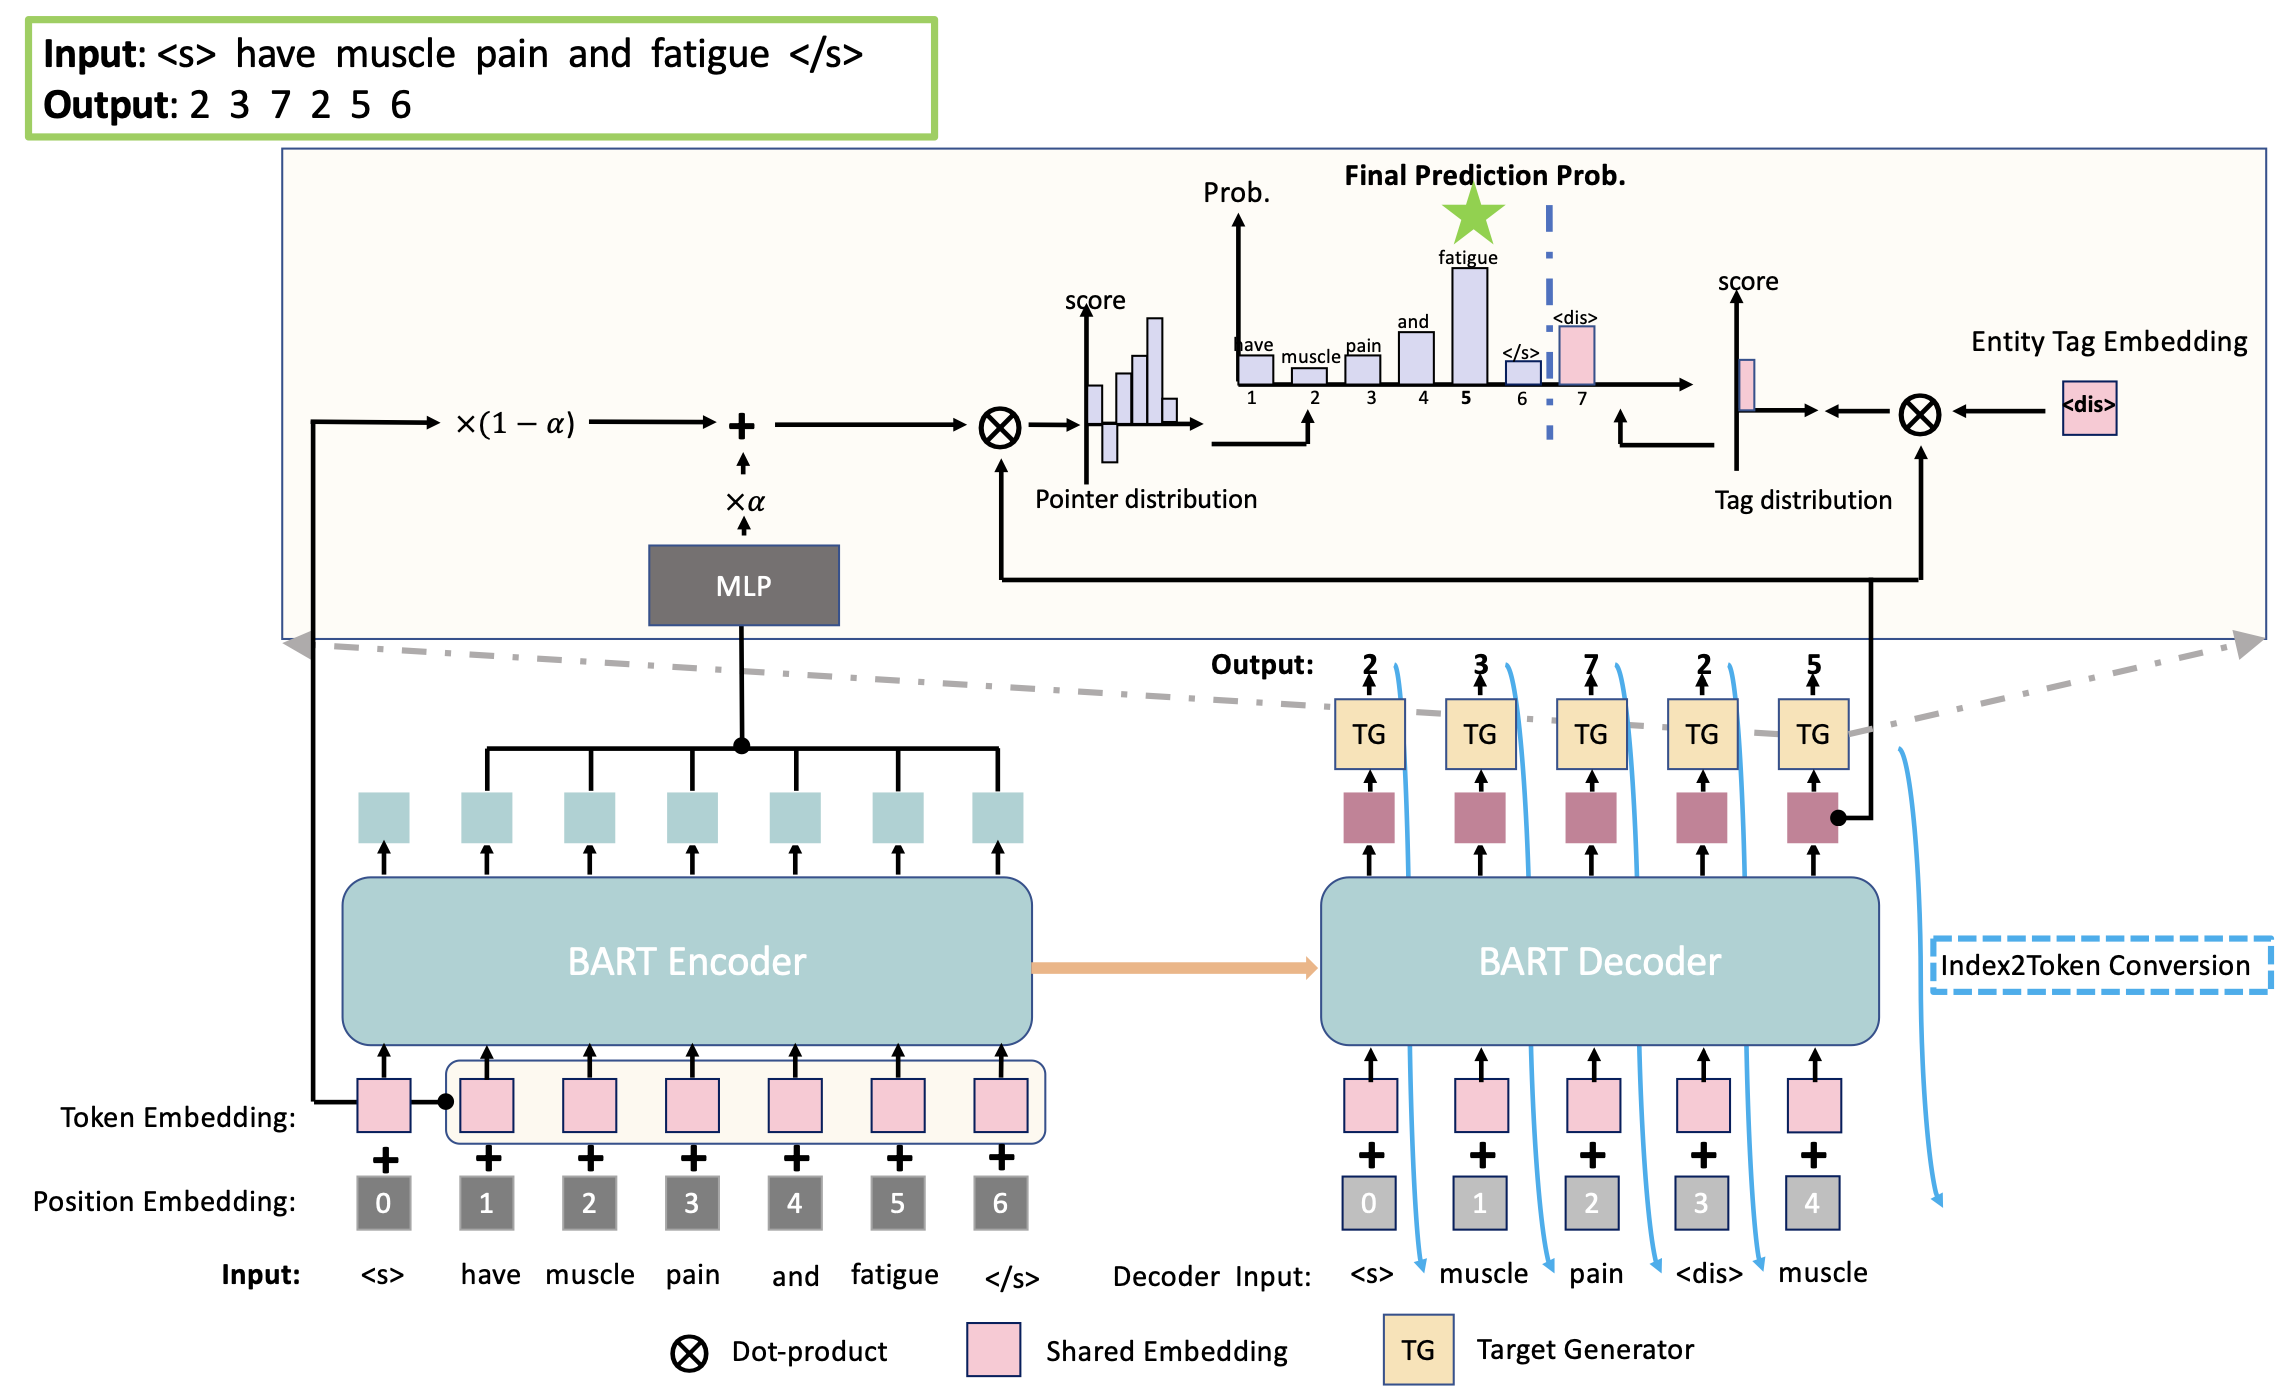 Input: <s> have muscle pain and fatigue </s>
Output: 2 3 7 2 5 6
Final Prediction Prob.
Prob.
fatigue
score
score
<dis>
and
have
muscle
pain
</s>
Entity Tag Embedding
1 2 3 4 5 6 7
<dis>
×(1 − α)
+
×α
Pointer distribution
Tag distribution
MLP
Output: 2 3 7 2 5
TG TG TG TG TG
BART Encoder
BART Decoder
Index2Token Conversion
Token Embedding:
+ + + + + + +
+ + + + +
Position Embedding: 0 1 2 3 4 5 6
0 1 2 3 4
Input: <s> have muscle pain and fatigue </s>
Decoder Input: <s> muscle pain <dis> muscle
Dot-product
Shared Embedding
TG Target Generator